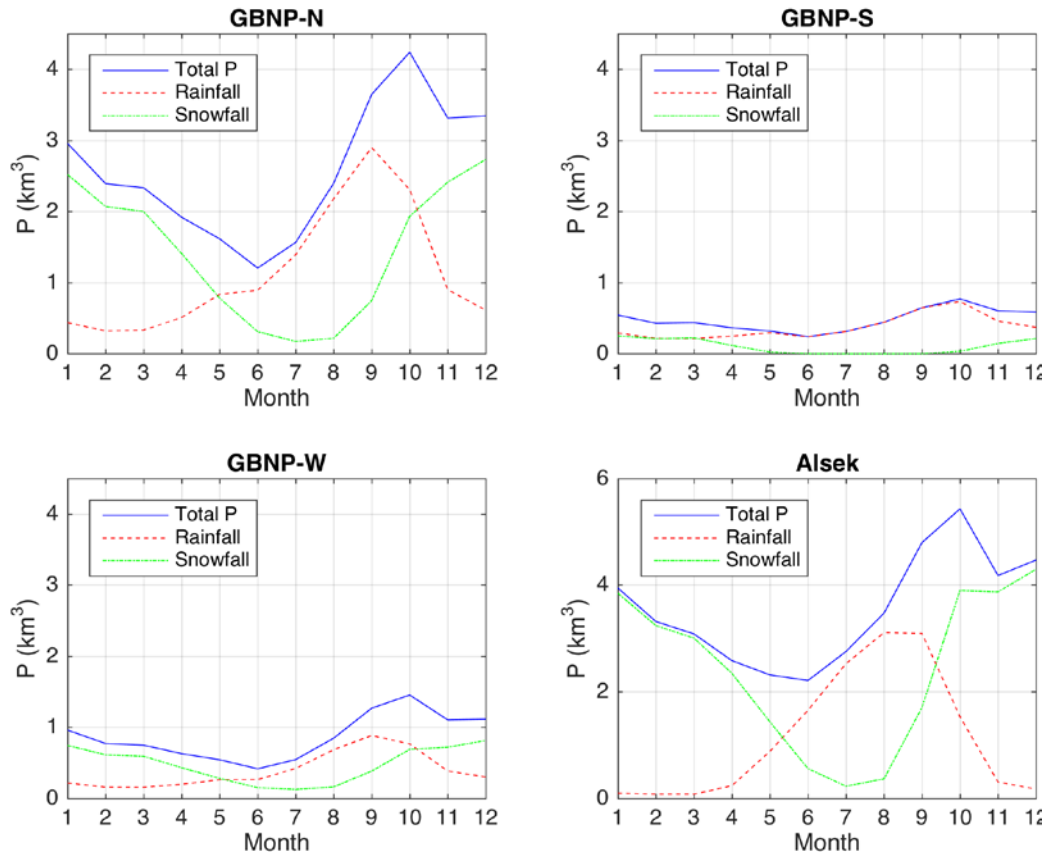 GBNP-N
4
3
2
1
0
P (km³)
Total P
Rainfall
Snowfall
1 2 3 4 5 6 7 8 9 10 11 12
Month
GBNP-S
4
3
2
1
0
P (km³)
Total P
Rainfall
Snowfall
1 2 3 4 5 6 7 8 9 10 11 12
Month
GBNP-W
4
3
2
1
0
P (km³)
Total P
Rainfall
Snowfall
1 2 3 4 5 6 7 8 9 10 11 12
Month
Alsek
6
4
2
0
P (km³)
Total P
Rainfall
Snowfall
1 2 3 4 5 6 7 8 9 10 11 12
Month